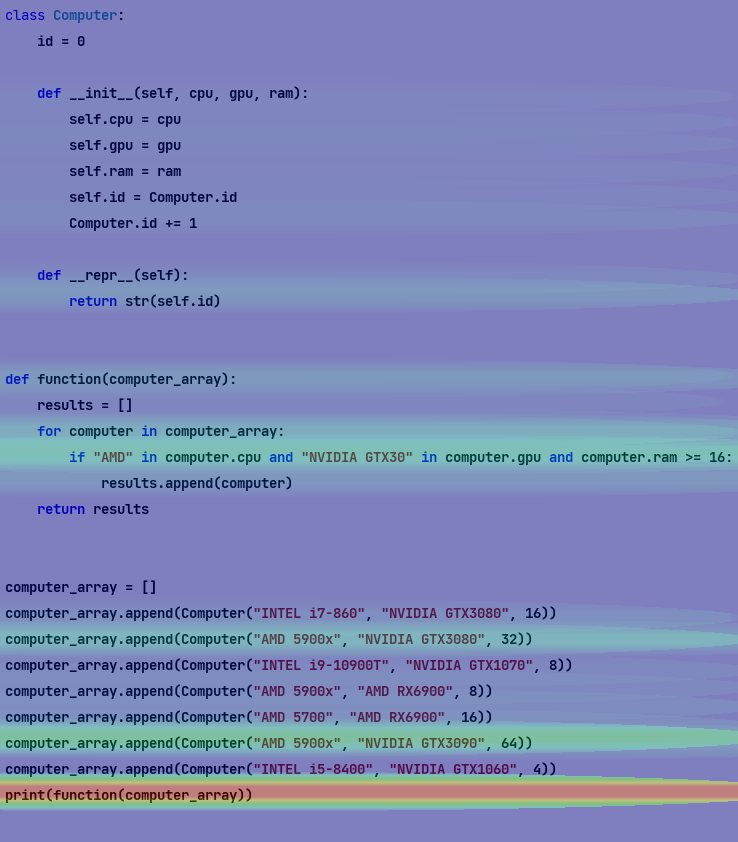 class Computer:
    id = 0

    def __init__(self, cpu, gpu, ram):
        self.cpu = cpu
        self.gpu = gpu
        self.ram = ram
        self.id = Computer.id
        Computer.id += 1

    def __repr__(self):
        return str(self.id)


def function(computer_array):
    results = []
    for computer in computer_array:
        if "AMD" in computer.cpu and "NVIDIA GTX30" in computer.gpu and computer.ram >= 16:
            results.append(computer)
    return results


computer_array = []
computer_array.append(Computer("INTEL i7-860", "NVIDIA GTX3080", 16))
computer_array.append(Computer("AMD 5900x", "NVIDIA GTX3080", 32))
computer_array.append(Computer("INTEL i9-10900T", "NVIDIA GTX1070", 8))
computer_array.append(Computer("AMD 5900x", "AMD RX6900", 8))
computer_array.append(Computer("AMD 5700", "AMD RX6900", 16))
computer_array.append(Computer("AMD 5900x", "NVIDIA GTX3090", 64))
computer_array.append(Computer("INTEL i5-8400", "NVIDIA GTX1060", 4))
print(function(computer_array))